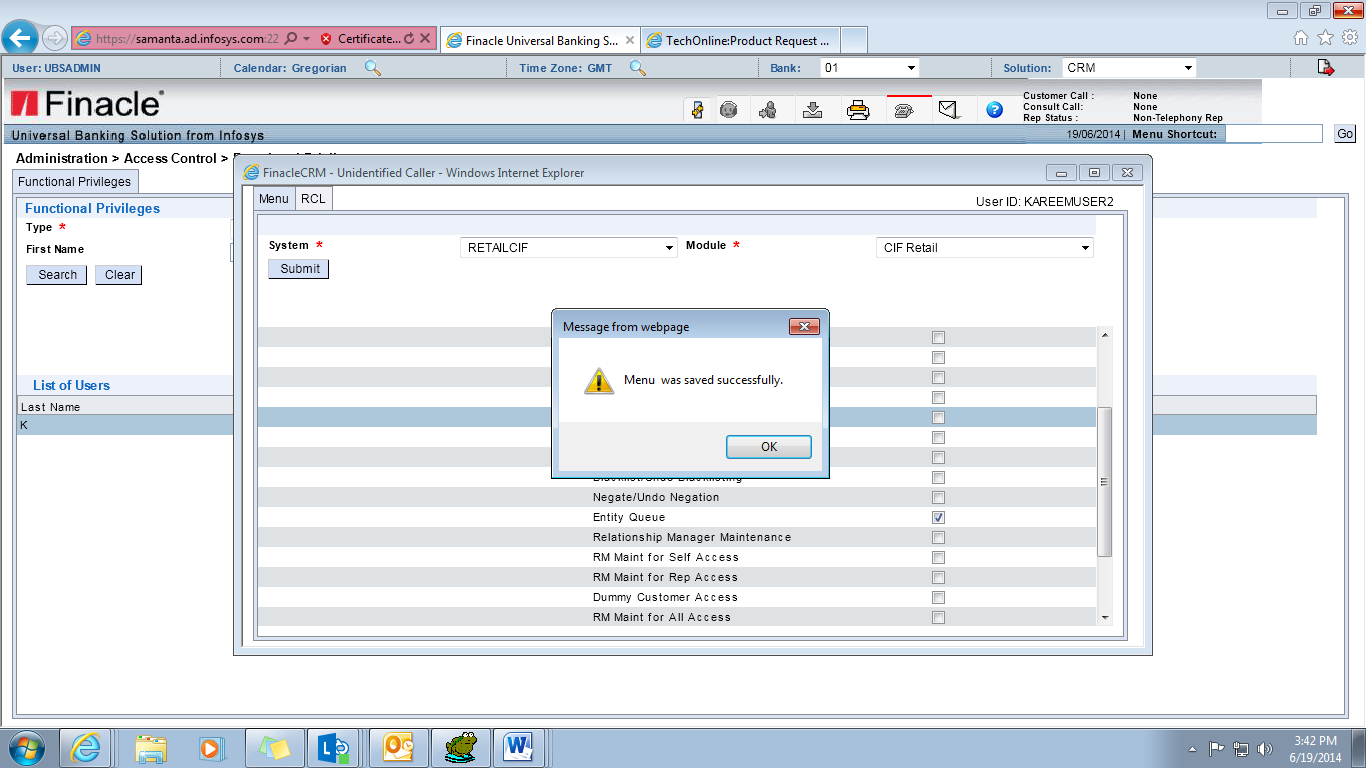 https://samanta.ad.infosys.com:22
Certificate...
Finacle Universal Banking S...
TechOnline:Product Request ...
User: UBSADMIN
Calendar: Gregorian
Time Zone: GMT
Bank: 01
Solution: CRM
Finacle
Customer Call : None
Consult Call: None
Rep Status : Non-Telephony Rep
Universal Banking Solution from Infosys
19/06/2014 | Menu Shortcut:
Go
Administration > Access Control >
Functional Privileges
Functional Privileges
Type *
First Name
Search
Clear
List of Users
Last Name
K
FinacleCRM - Unidentified Caller - Windows Internet Explorer
Menu
RCL
User ID: KAREEMUSER2
System * RETAILCIF
Module * CIF Retail
Submit
Message from webpage
Menu was saved successfully.
OK
Blacklist/Undo Blacklisting
Negate/Undo Negation
Entity Queue
Relationship Manager Maintenance
RM Maint for Self Access
RM Maint for Rep Access
Dummy Customer Access
RM Maint for All Access
3:42 PM
6/19/2014